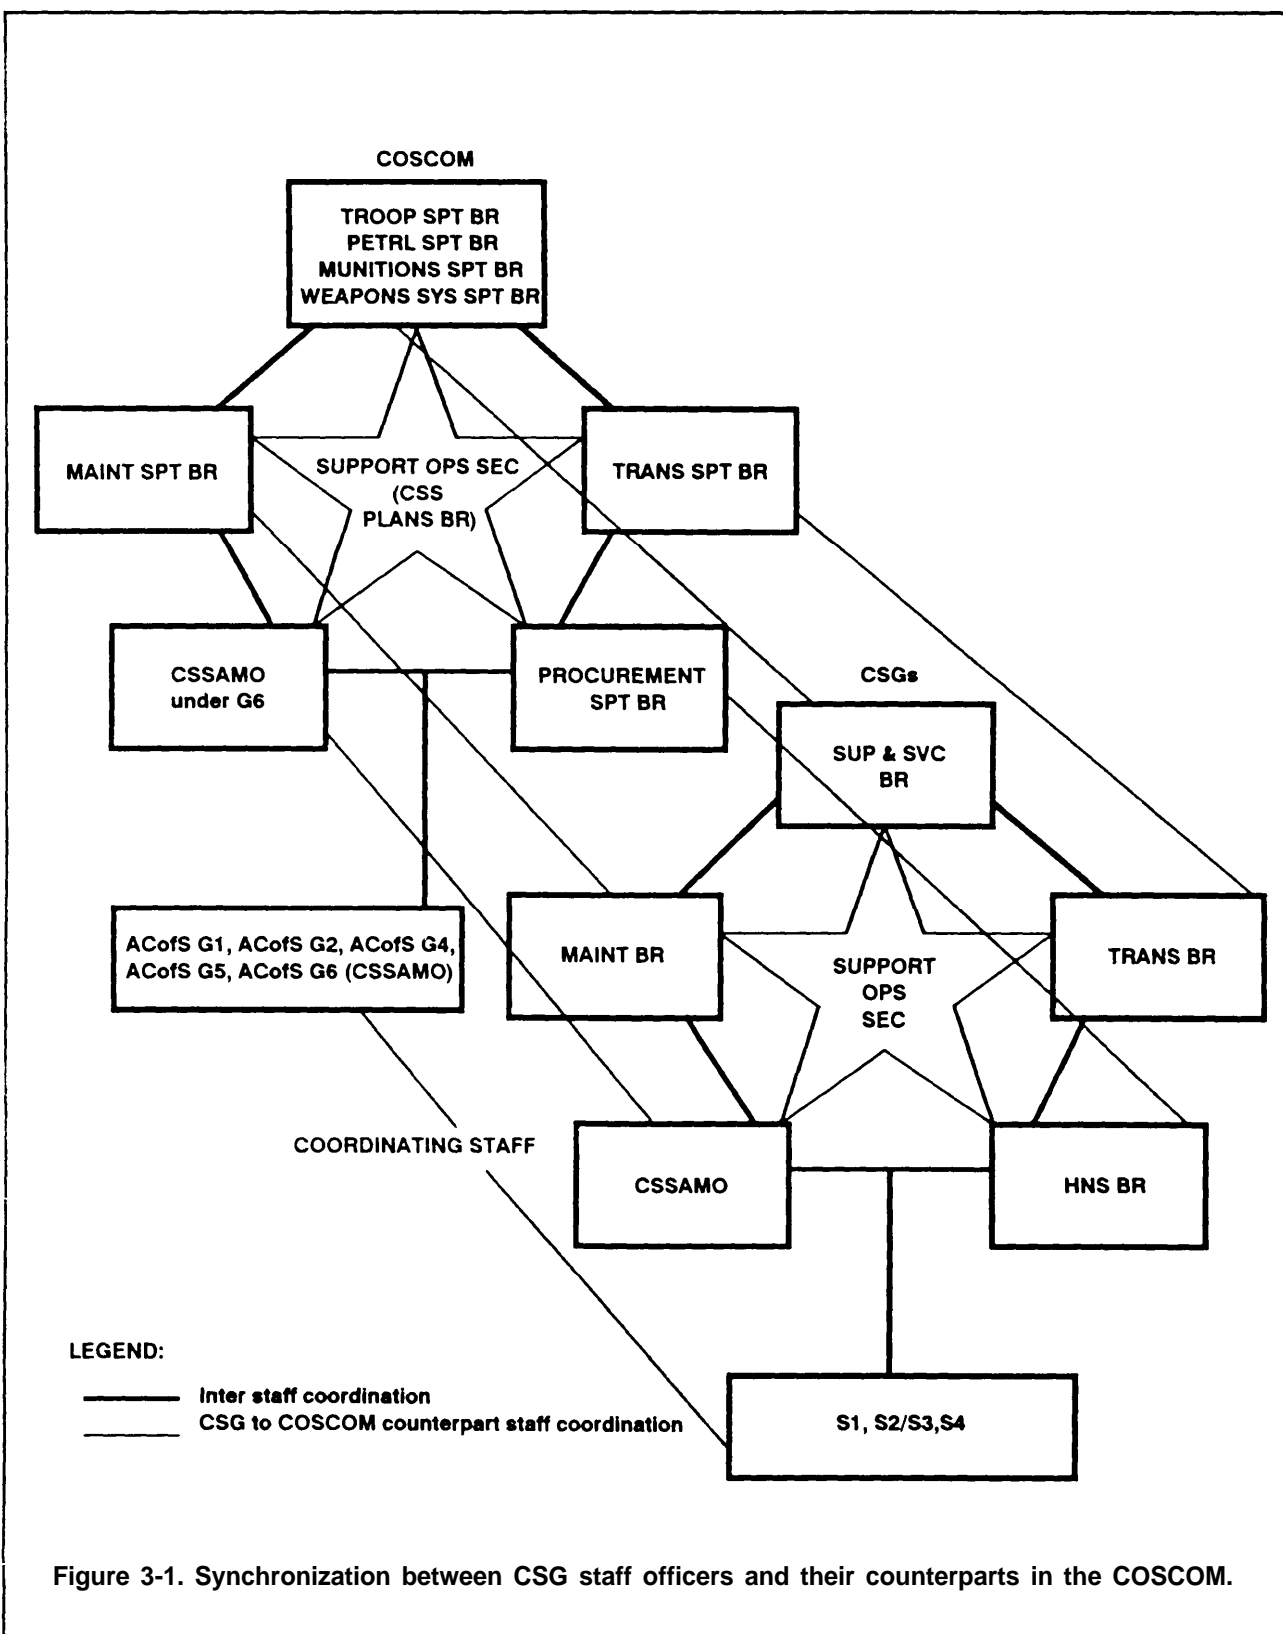 COSCOM
TROOP SPT BR
PETRL SPT BR
MUNITIONS SPT BR
WEAPONS SYS SPT BR
MAINT SPT BR
SUPPORT OPS SEC
(CSS
PLANS BR)
TRANS SPT BR
CSSAMO
under G6
PROCUREMENT
SPT BR
CSGs
SUP & SVC
BR
ACofS G1, ACofS G2, ACofS G4,
ACofS G5, ACofS G6 (CSSAMO)
MAINT BR
SUPPORT
OPS
SEC
TRANS BR
COORDINATING STAFF
CSSAMO
HNS BR
LEGEND:
Inter staff coordination
CSG to COSCOM counterpart staff coordination
S1, S2/S3,S4
Figure 3-1. Synchronization between CSG staff officers and their counterparts in the COSCOM.